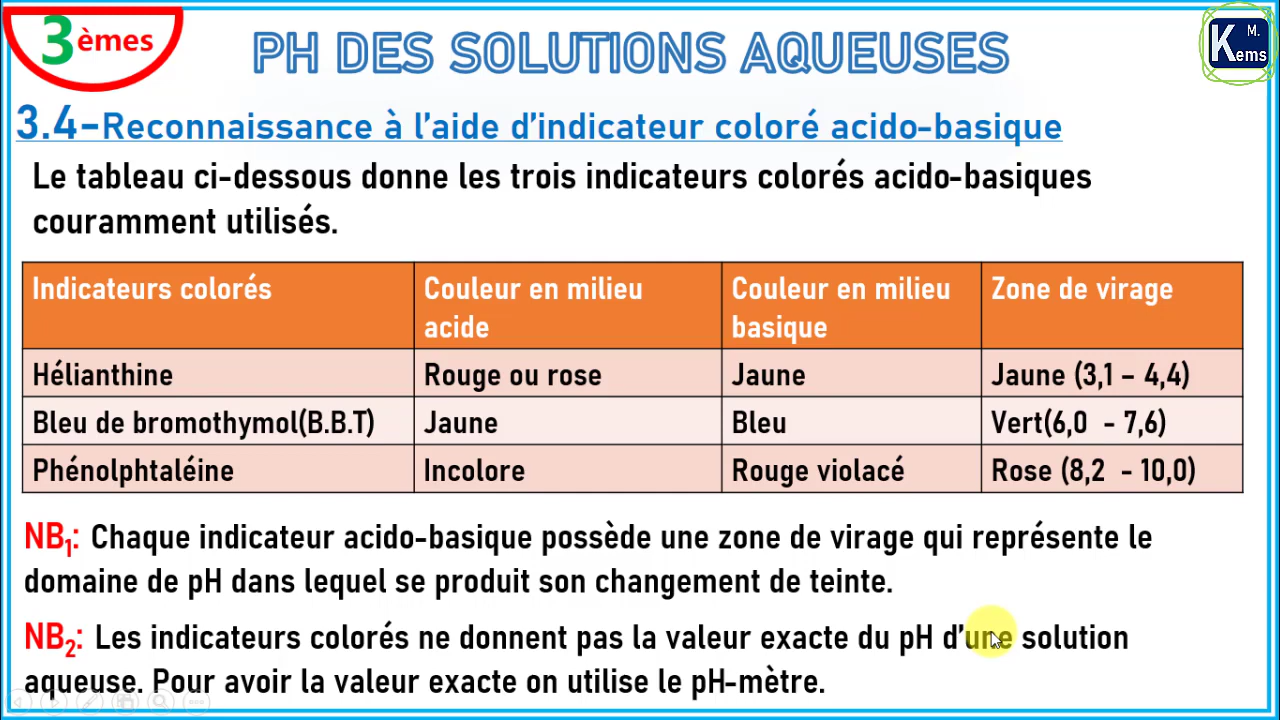 3èmes
PH DES SOLUTIONS AQUEUSES
M.
Kems
3.4-Reconnaissance à l'aide d'indicateur coloré acido-basique
Le tableau ci-dessous donne les trois indicateurs colorés acido-basiques
couramment utilisés.
Indicateurs colorés
Couleur en milieu
acide
Couleur en milieu
basique
Zone de virage
Hélianthine
Rouge ou rose
Jaune
Jaune (3,1 – 4,4)
Bleu de bromothymol(B.B.T)
Jaune
Bleu
Vert(6,0 - 7,6)
Phénolphtaléine
Incolore
Rouge violacé
Rose (8,2 - 10,0)
NB1: Chaque indicateur acido-basique possède une zone de virage qui représente le
domaine de pH dans lequel se produit son changement de teinte.
NB2: Les indicateurs colorés ne donnent pas la valeur exacte du pH d'une solution
aqueuse. Pour avoir la valeur exacte on utilise le pH-mètre.